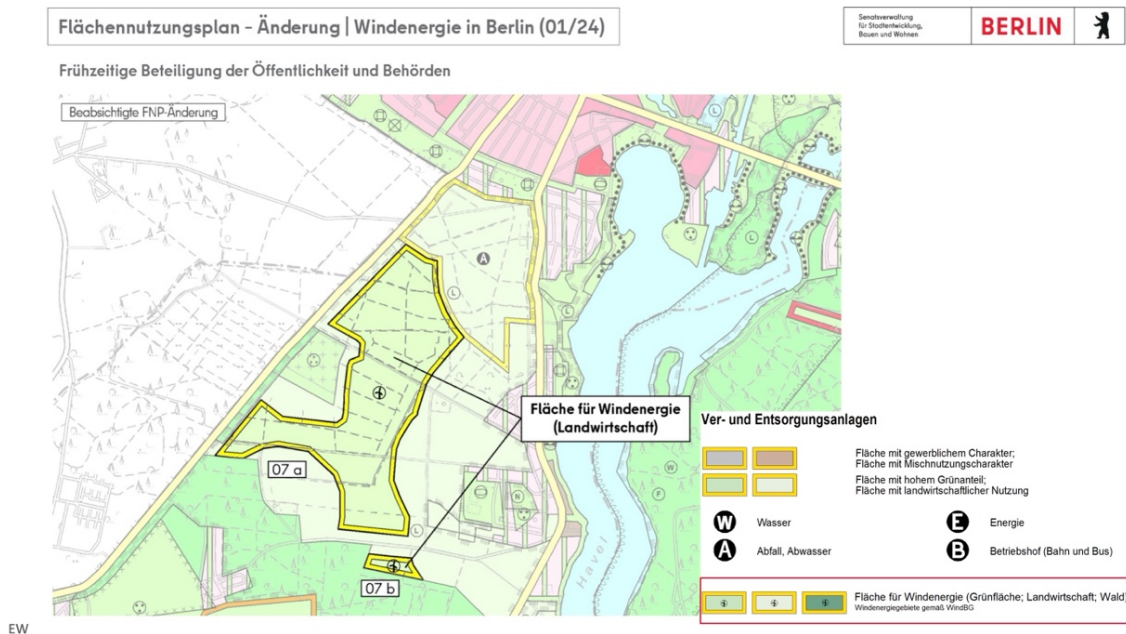 Flächennutzungsplan – Änderung | Windenergie in Berlin (01/24)
Senatsverwaltung
für Stadtentwicklung,
Bauen und Wohnen
BERLIN
Frühzeitige Beteiligung der Öffentlichkeit und Behörden
Beabsichtigte FNP-Änderung
L
A
L
L
L
Fläche für Windenergie
(Landwirtschaft)
07 a
W
F
N
L
Havel
07 b
Ver- und Entsorgungsanlagen
Fläche mit gewerblichem Charakter;
Fläche mit Mischnutzungscharakter
Fläche mit hohem Grünanteil;
Fläche mit landwirtschaftlicher Nutzung
W Wasser
E Energie
A Abfall, Abwasser
B Betriebshof (Bahn und Bus)
Fläche für Windenergie (Grünfläche; Landwirtschaft; Wald)
Windenergiegebiete gemäß WindBG
EW